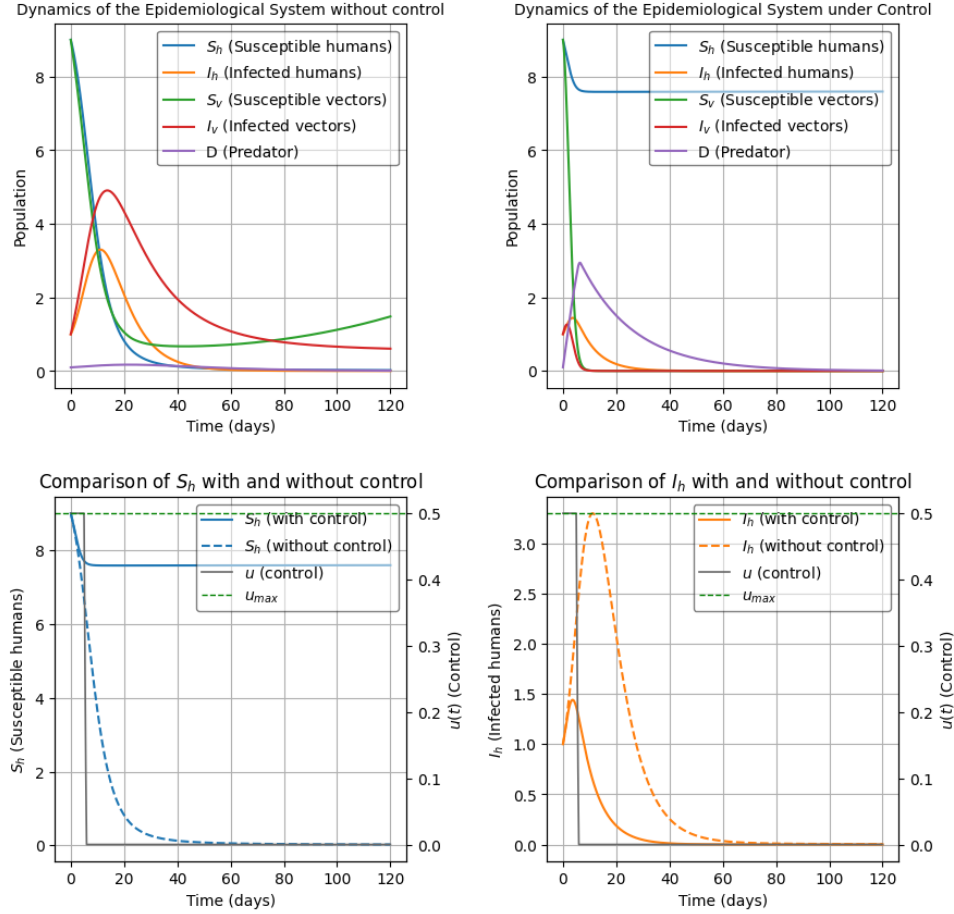 Dynamics of the Epidemiological System without control
S_h (Susceptible humans)
I_h (Infected humans)
S_v (Susceptible vectors)
I_v (Infected vectors)
D (Predator)
Population
8
6
4
2
0
0 20 40 60 80 100 120
Time (days)
Dynamics of the Epidemiological System under Control
S_h (Susceptible humans)
I_h (Infected humans)
S_v (Susceptible vectors)
I_v (Infected vectors)
D (Predator)
Population
8
6
4
2
0
0 20 40 60 80 100 120
Time (days)
Comparison of S_h with and without control
S_h (with control)
S_h (without control)
u (control)
u_max
S_h (Susceptible humans)
8
6
4
2
0
0.5
0.4
0.3
0.2
0.1
0.0
u(t) (Control)
0 20 40 60 80 100 120
Time (days)
Comparison of I_h with and without control
I_h (with control)
I_h (without control)
u (control)
u_max
I_h (Infected humans)
3.0
2.5
2.0
1.5
1.0
0.5
0.0
0.5
0.4
0.3
0.2
0.1
0.0
u(t) (Control)
0 20 40 60 80 100 120
Time (days)